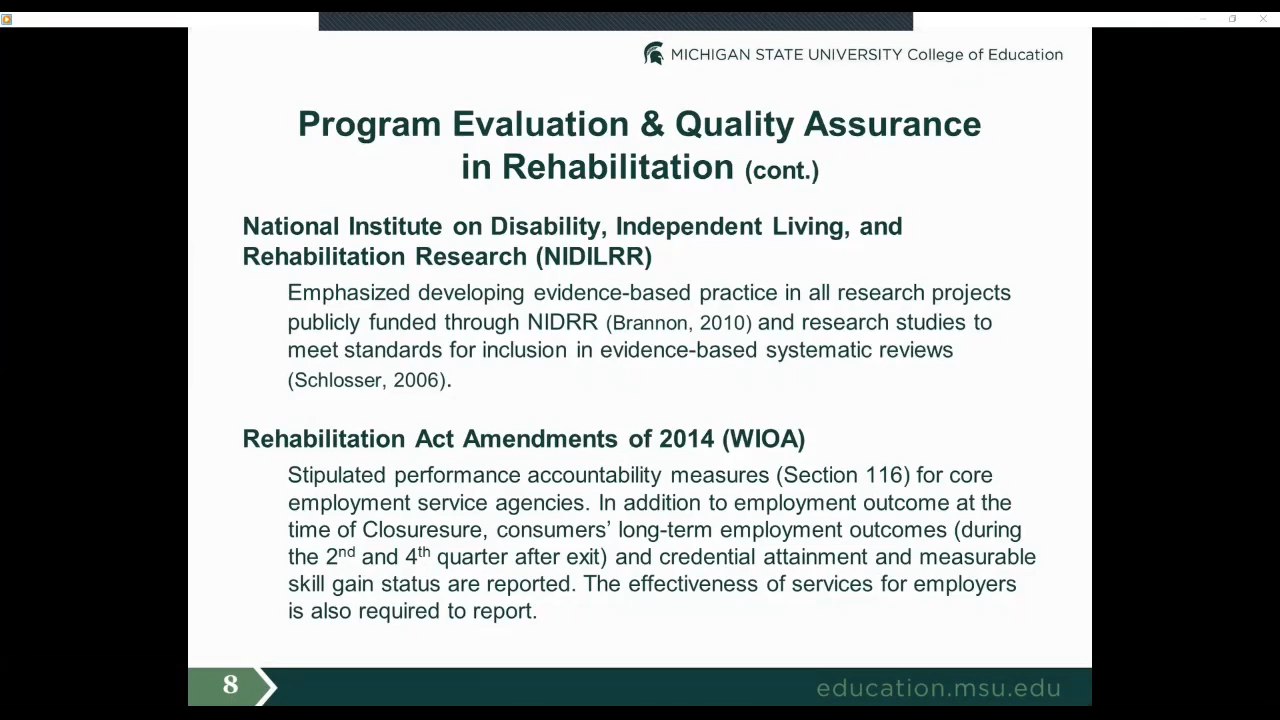 MICHIGAN STATE UNIVERSITY College of Education
Program Evaluation & Quality Assurance
in Rehabilitation (cont.)
National Institute on Disability, Independent Living, and
Rehabilitation Research (NIDILRR)
Emphasized developing evidence-based practice in all research projects
publicly funded through NIDRR (Brannon, 2010) and research studies to
meet standards for inclusion in evidence-based systematic reviews
(Schlosser, 2006).
Rehabilitation Act Amendments of 2014 (WIOA)
Stipulated performance accountability measures (Section 116) for core
employment service agencies. In addition to employment outcome at the
time of Closuresure, consumers’ long-term employment outcomes (during
the 2nd and 4th quarter after exit) and credential attainment and measurable
skill gain status are reported. The effectiveness of services for employers
is also required to report.
8
education.msu.edu